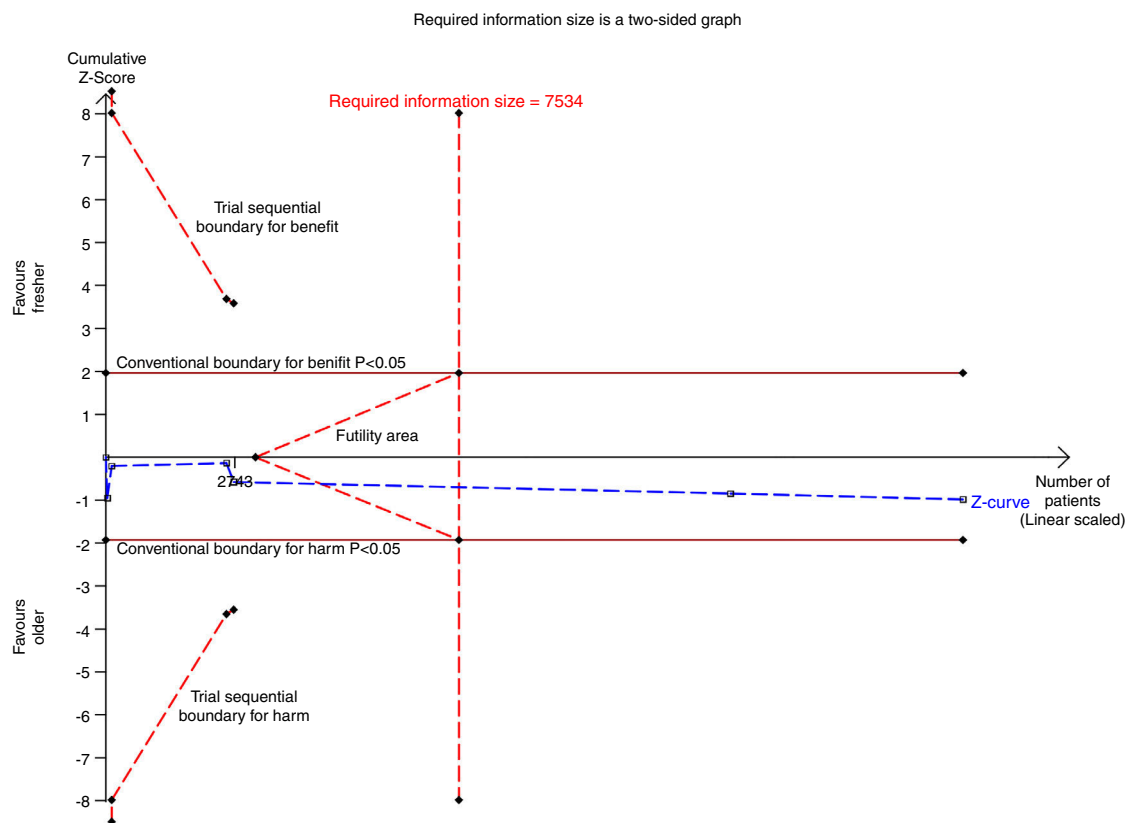 Required information size is a two-sided graph
Cumulative
Z-Score
Required information size = 7534
8
7
6
5
4
3
2
1
-1
-2
-3
-4
-5
-6
-7
-8
Favours
fresher
Trial sequential
boundary for benefit
Conventional boundary for benifit P<0.05
Futility area
2743
Z-curve
Number of
patients
(Linear scaled)
Conventional boundary for harm P<0.05
Favours
older
Trial sequential
boundary for harm